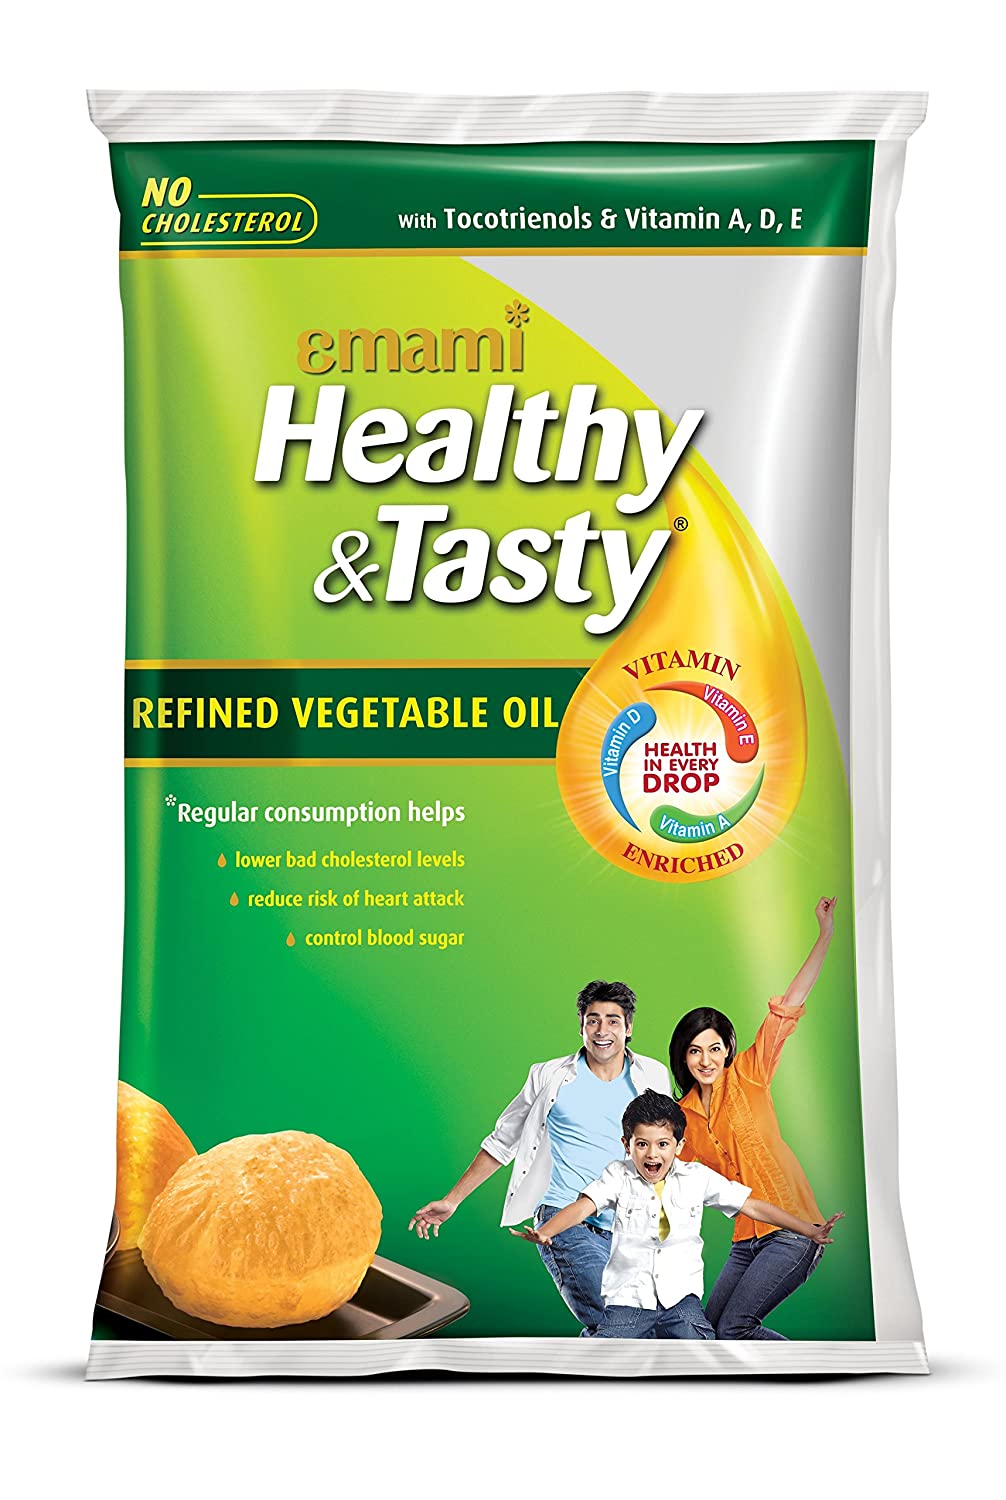 NO
CHOLESTEROL
With Tocotrienols & Vitamin A, D, E
emami
Healthy
&Tasty®
REFINED VEGETABLE OIL
VITAMIN
Vitamin E
Vitamin D
HEALTH
IN EVERY
DROP
Vitamin A
ENRICHED
*Regular consumption helps
lower bad cholesterol levels
reduce risk of heart attack
control blood sugar